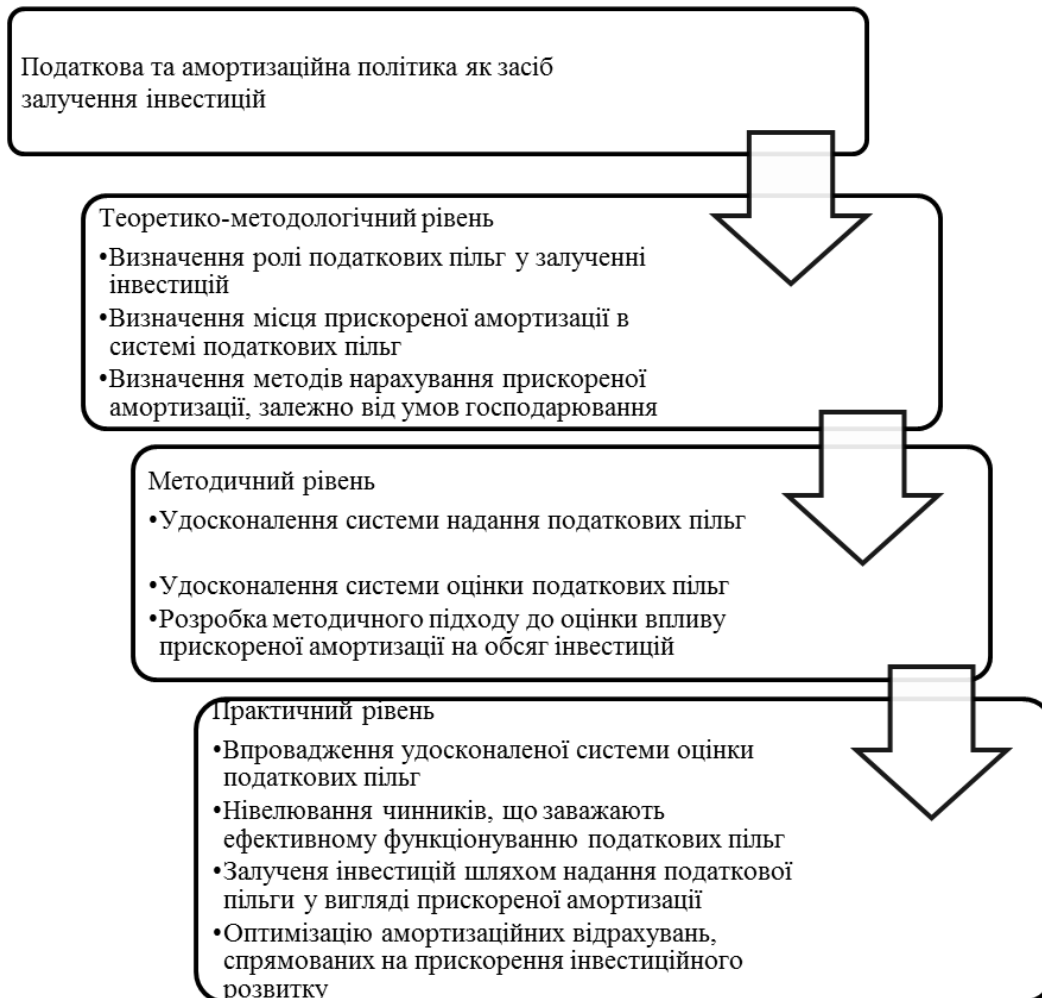 Податкова та амортизаційна політика як засіб
залучення інвестицій
Теоретико-методологічний рівень
•Визначення ролі податкових пільг у залученні
інвестицій
•Визначення місця прискореної амортизації в
системі податкових пільг
•Визначення методів нарахування прискореної
амортизації, залежно від умов господарювання
Методичний рівень
•Удосконалення системи надання податкових пільг
•Удосконалення системи оцінки податкових пільг
•Розробка методичного підходу до оцінки впливу
прискореної амортизації на обсяг інвестицій
Практичний рівень
•Впровадження удосконаленої системи оцінки
податкових пільг
•Нівелювання чинників, що заважають
ефективному функціонуванню податкових пільг
•Залученя інвестицій шляхом надання податкової
пільги у вигляді прискореної амортизації
•Оптимізацію амортизаційних відрахувань,
спрямованих на прискорення інвестиційного
розвитку